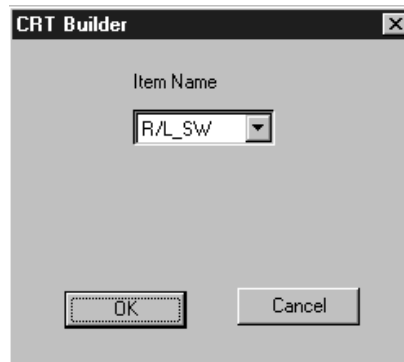 CRT Builder
Item Name
R/L_SW
OK
Cancel